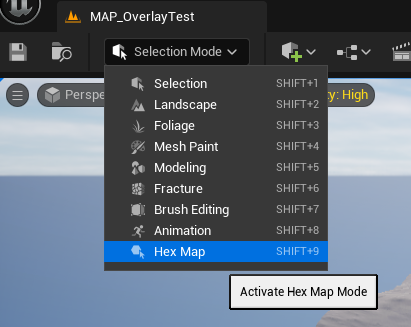 MAP_OverlayTest
Selection Mode
Selection SHIFT+1
Landscape SHIFT+2
Foliage SHIFT+3
Mesh Paint SHIFT+4
Modeling SHIFT+5
Fracture SHIFT+6
Brush Editing SHIFT+7
Animation SHIFT+8
Hex Map SHIFT+9
Perspe
ty: High
Activate Hex Map Mode